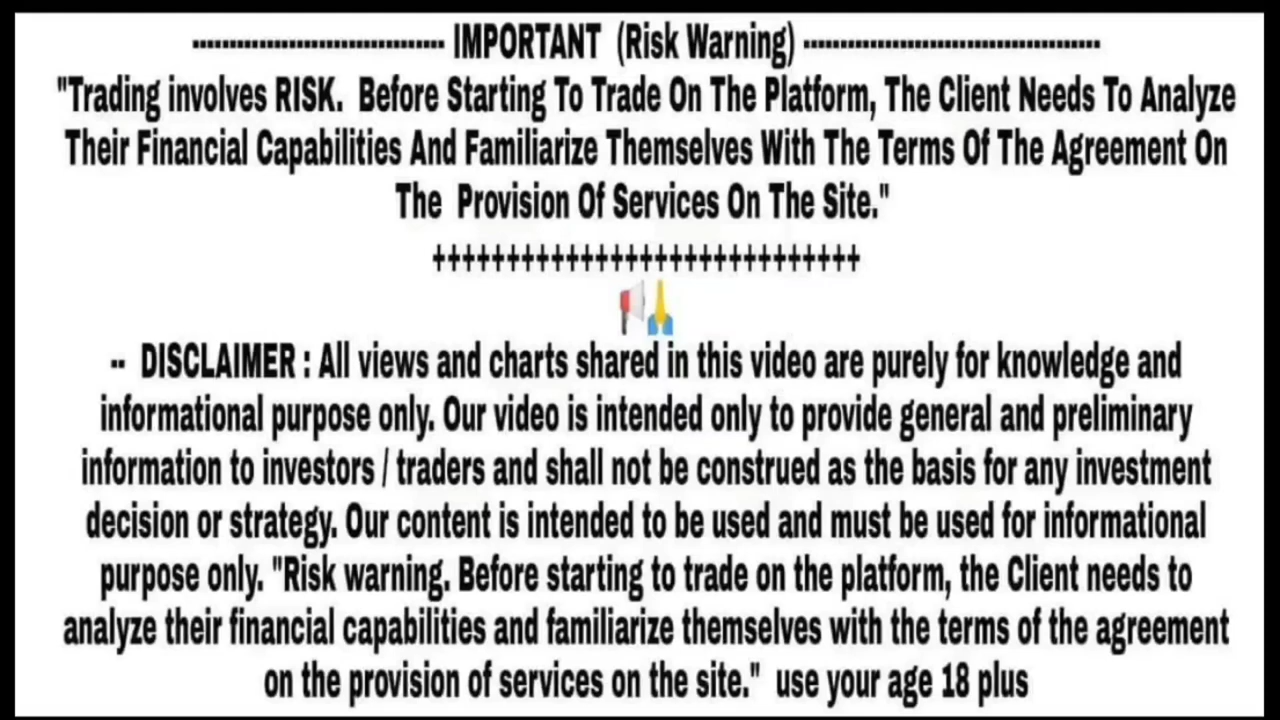 ---------------------------------- IMPORTANT (Risk Warning) ----------------------------------------
"Trading involves RISK. Before Starting To Trade On The Platform, The Client Needs To Analyze
Their Financial Capabilities And Familiarize Themselves With The Terms Of The Agreement On
The Provision Of Services On The Site."
++++++++++++++++++++++++++++
📢🙏
-- DISCLAIMER : All views and charts shared in this video are purely for knowledge and
informational purpose only. Our video is intended only to provide general and preliminary
information to investors / traders and shall not be construed as the basis for any investment
decision or strategy. Our content is intended to be used and must be used for informational
purpose only. "Risk warning. Before starting to trade on the platform, the Client needs to
analyze their financial capabilities and familiarize themselves with the terms of the agreement
on the provision of services on the site." use your age 18 plus